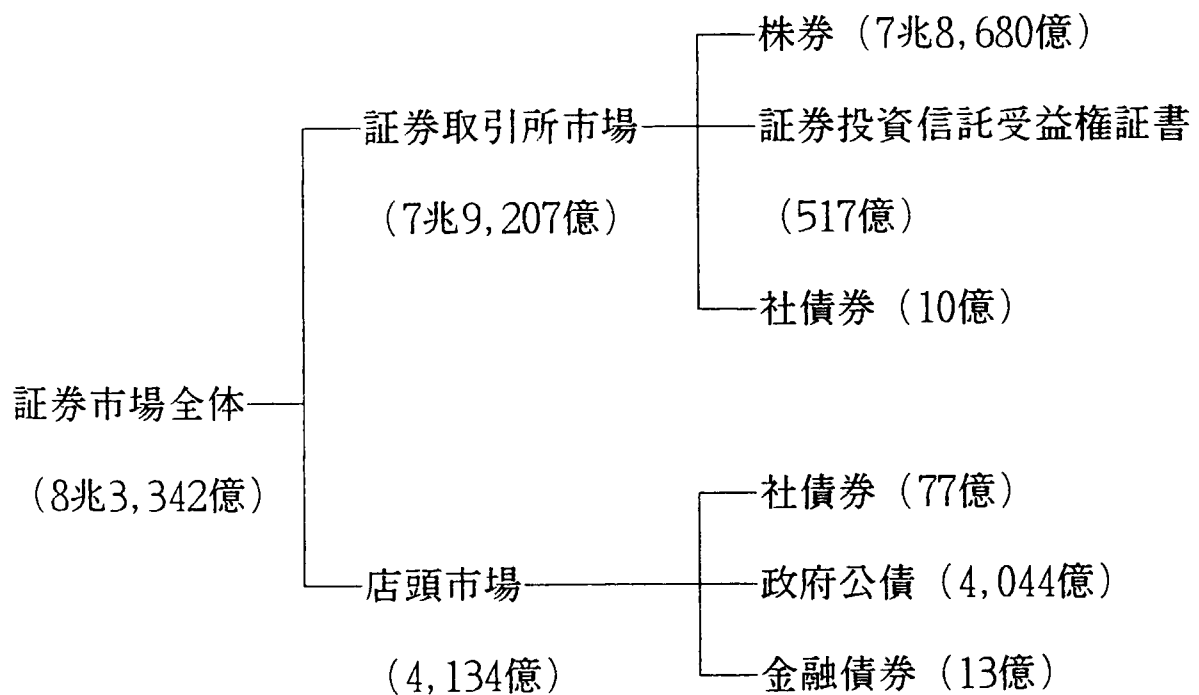 株券（7兆8,680億）
証券取引所市場
証券投資信託受益権証書
（7兆9,207億）
（517億）
社債券（10億）
証券市場全体
（8兆3,342億）
社債券（77億）
店頭市場
政府公債（4,044億）
（4,134億）
金融債券（13億）